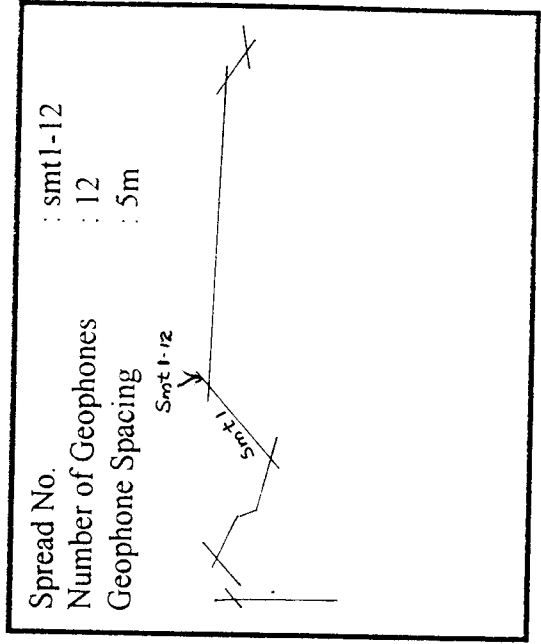 Spread No. : smt1-12
Number of Geophones : 12
Geophone Spacing : 5m
Smt 1-12
Smt 1